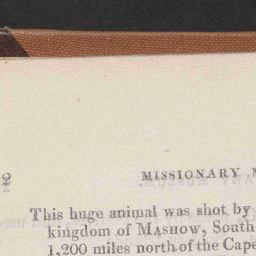 2
MISSIONARY
This huge animal was shot by
kingdom of MASHOW, South
1,200 miles north of the Cape